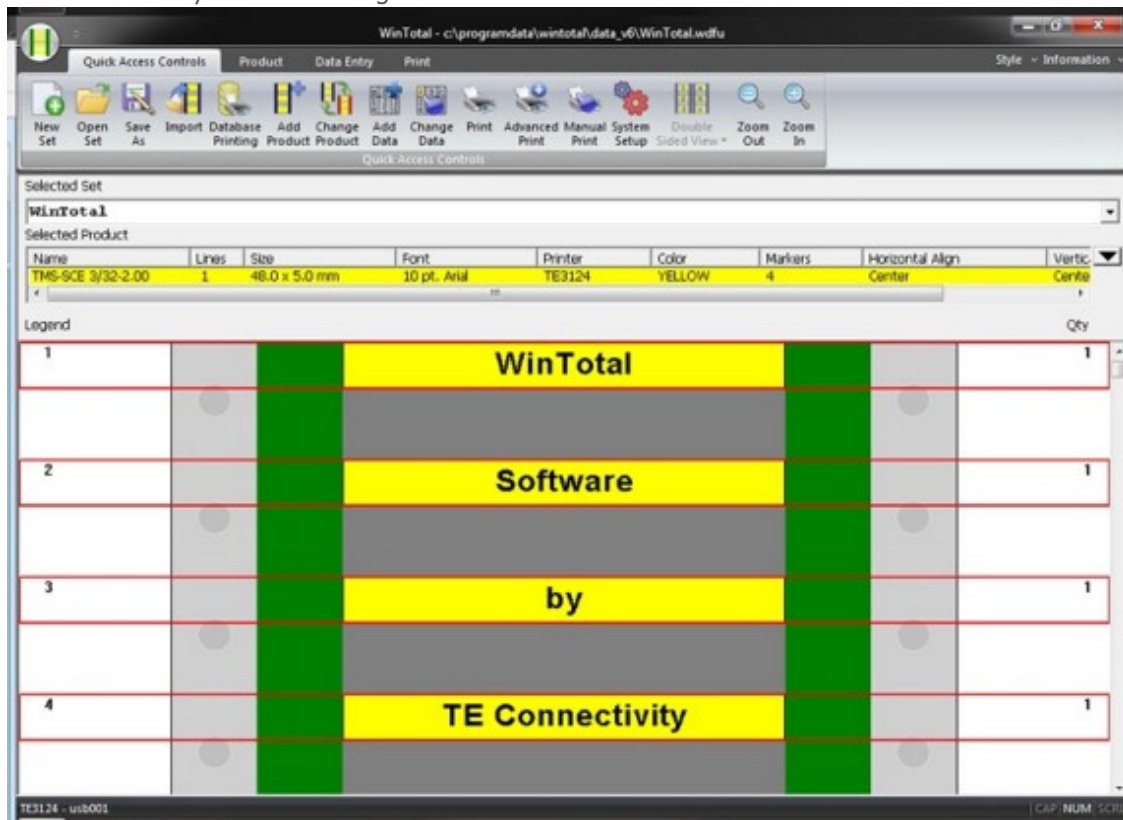 WinTotal - c:\programdata\wintotal\data_v6\WinTotal.wdfu
Quick Access Controls Product Data Entry Print Style Information
New Set Open Set Save As Import Database Printing Add Product Change Product Add Data Change Data Print Advanced Print Manual Print System Setup Double Sided View Zoom Out Zoom In
Quick Access Controls
Selected Set
WinTotal
Selected Product
Name Lines Size Font Printer Color Markers Horizontal Align Vertic
TMS-SCE 3/32-2.00 1 48.0 x 5.0 mm 10 pt. Arial TE3124 YELLOW 4 Center Cente
Legend Qty
1 WinTotal 1
2 Software 1
3 by 1
4 TE Connectivity 1
TE3124 - usb001 CAP NUM SCR